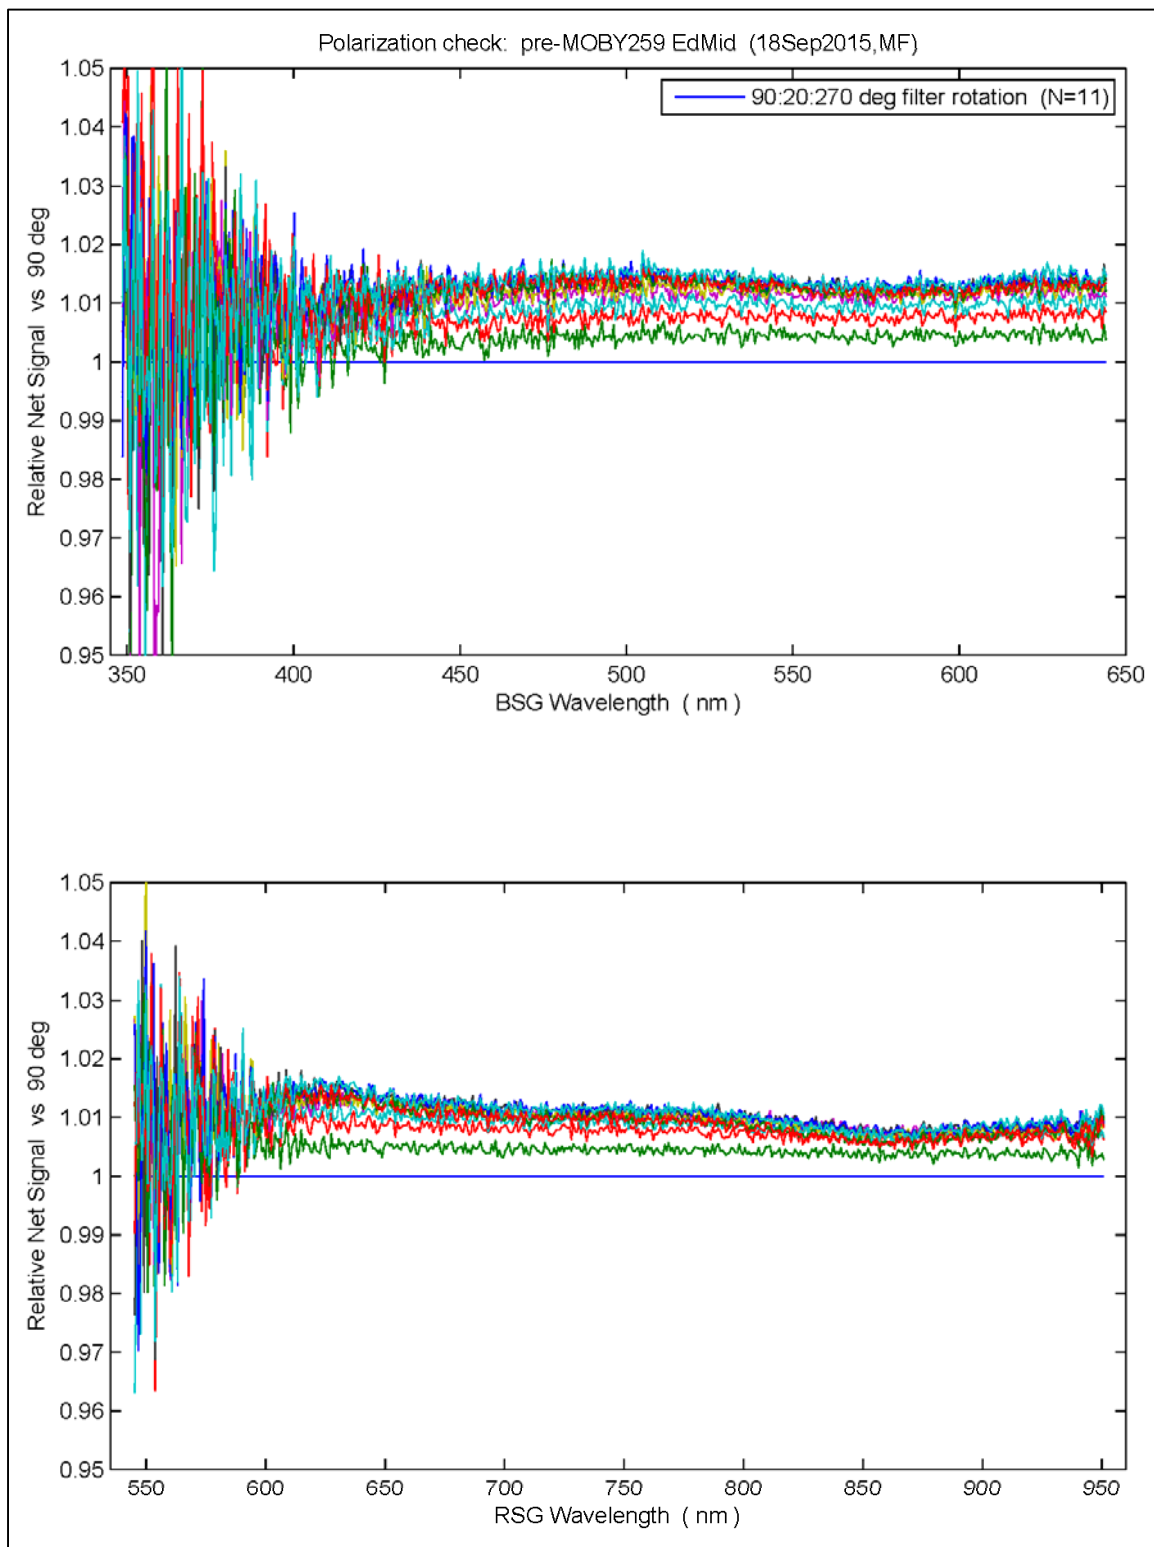 Polarization check: pre-MOBY259 EdMid (18Sep2015,MF)
90:20:270 deg filter rotation (N=11)
Relative Net Signal vs 90 deg
1.05
1.04
1.03
1.02
1.01
1
0.99
0.98
0.97
0.96
0.95
350 400 450 500 550 600 650
BSG Wavelength ( nm )
Relative Net Signal vs 90 deg
1.05
1.04
1.03
1.02
1.01
1
0.99
0.98
0.97
0.96
0.95
550 600 650 700 750 800 850 900 950
RSG Wavelength ( nm )